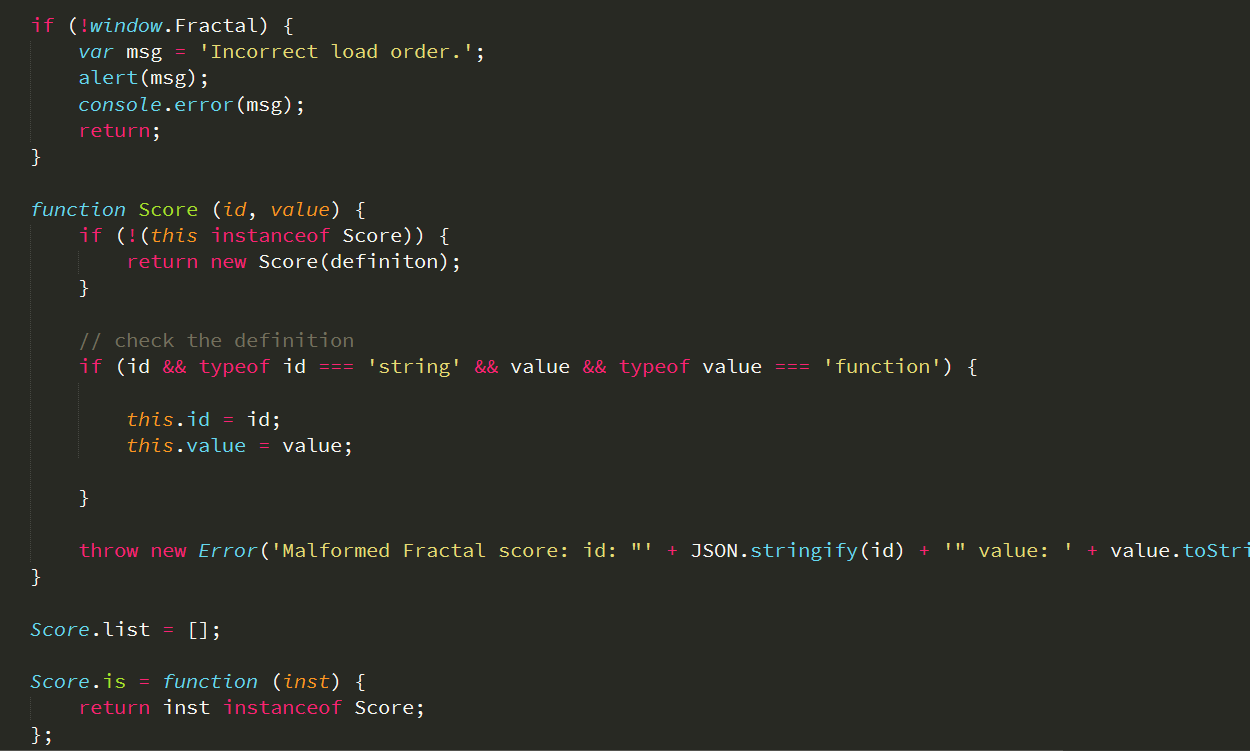 if (!window.Fractal) {
    var msg = 'Incorrect load order.';
    alert(msg);
    console.error(msg);
    return;
}

function Score (id, value) {
    if (!(this instanceof Score)) {
        return new Score(definiton);
    }

    // check the definition
    if (id && typeof id === 'string' && value && typeof value === 'function') {

        this.id = id;
        this.value = value;

    }

    throw new Error('Malformed Fractal score: id: "' + JSON.stringify(id) + '" value: ' + value.toStri
}

Score.list = [];

Score.is = function (inst) {
    return inst instanceof Score;
};